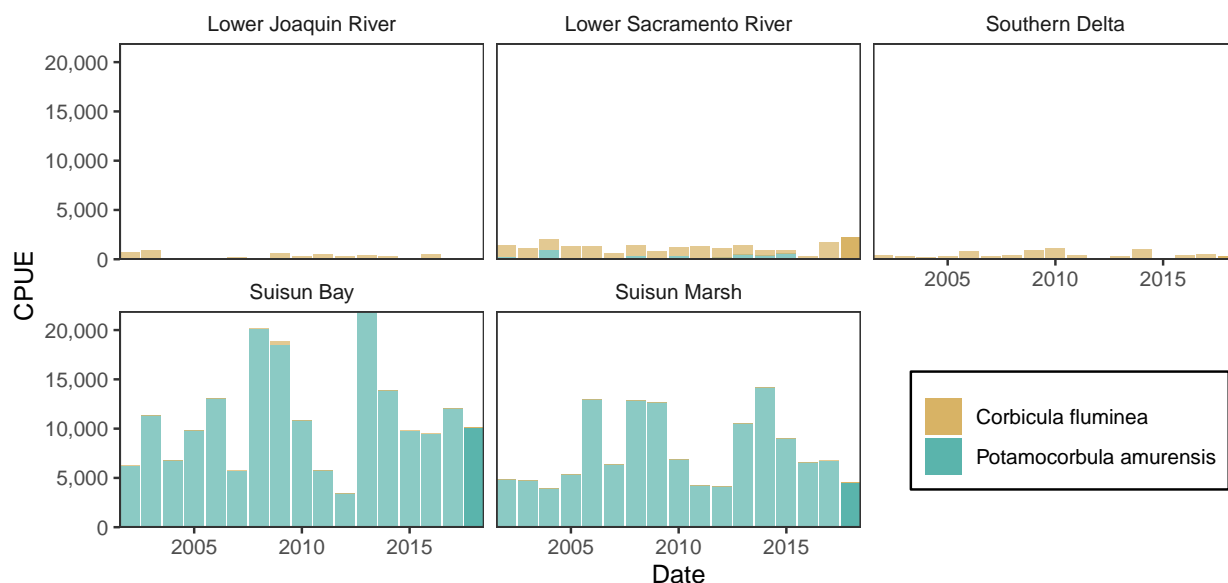 Lower Joaquin River Lower Sacramento River Southern Delta
20,000
15,000
10,000
5,000
0
2005 2010 2015
CPUE
Suisun Bay Suisun Marsh
20,000
15,000
10,000
5,000
0
2005 2010 2015 2005 2010 2015
Date
Corbicula fluminea
Potamocorbula amurensis